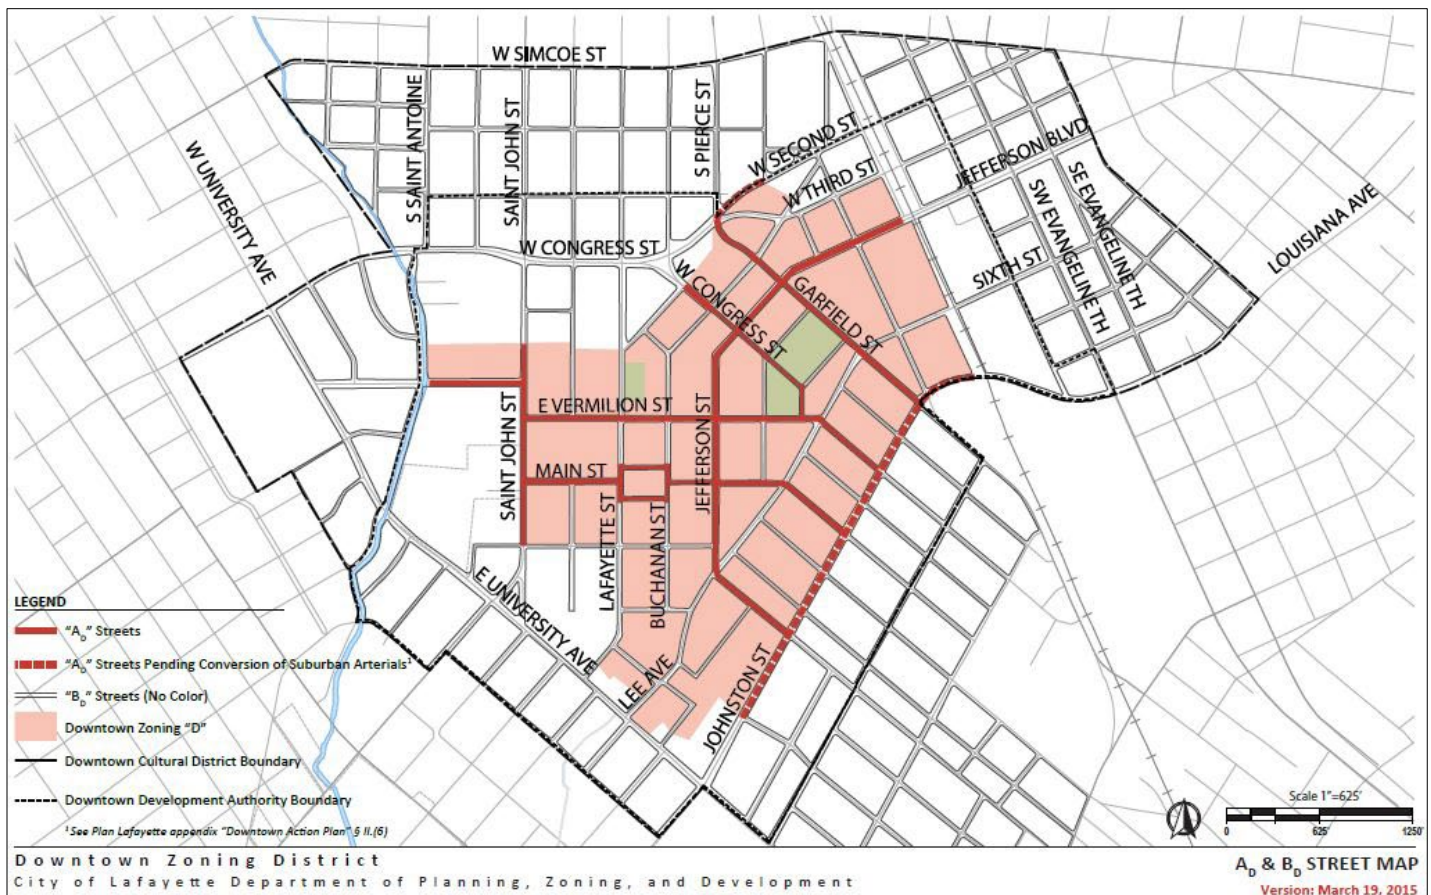 W SIMCOE ST
S SAINT ANTOINE
SAINT JOHN ST
S PIERCE ST
W SECOND ST
W THIRD ST
JEFFERSON BLVD
W UNIVERSITY AVE
SW EVANGELINE TH
SE EVANGELINE TH
LOUISIANA AVE
W CONGRESS ST
SIXTH ST
W CONGRESS ST
GARFIELD ST
E VERMILION ST
SAINT JOHN ST
MAIN ST
JEFFERSON ST
LAFAYETTE ST
BUCHANAN ST
E UNIVERSITY AVE
LEE AVE
JOHNSTON ST
LEGEND
"A_D" Streets
"A_D" Streets Pending Conversion of Suburban Arterials¹
"B_D" Streets (No Color)
Downtown Zoning "D"
Downtown Cultural District Boundary
Downtown Development Authority Boundary
¹ See Plan Lafayette appendix "Downtown Action Plan" § II.(6)
Scale 1"=625'
0 625' 1250'
Downtown Zoning District
City of Lafayette Department of Planning, Zoning, and Development
A_D & B_D STREET MAP
Version: March 19, 2015